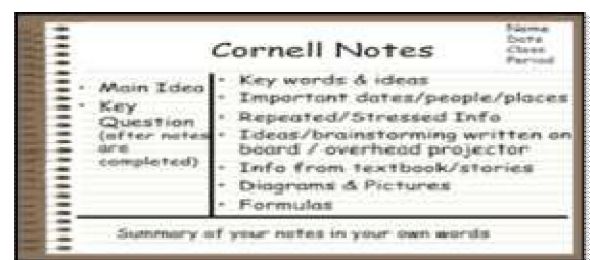 Name
Date
Class
Period
Cornell Notes
· Main Idea
· Key
Question
(after notes
are
completed)
· Key words & ideas
· Important dates/people/places
· Repeated/Stressed Info
· Ideas/brainstorming written on
board / overhead projector
· Info from textbook/stories
· Diagrams & Pictures
· Formulas
Summary of your notes in your own words